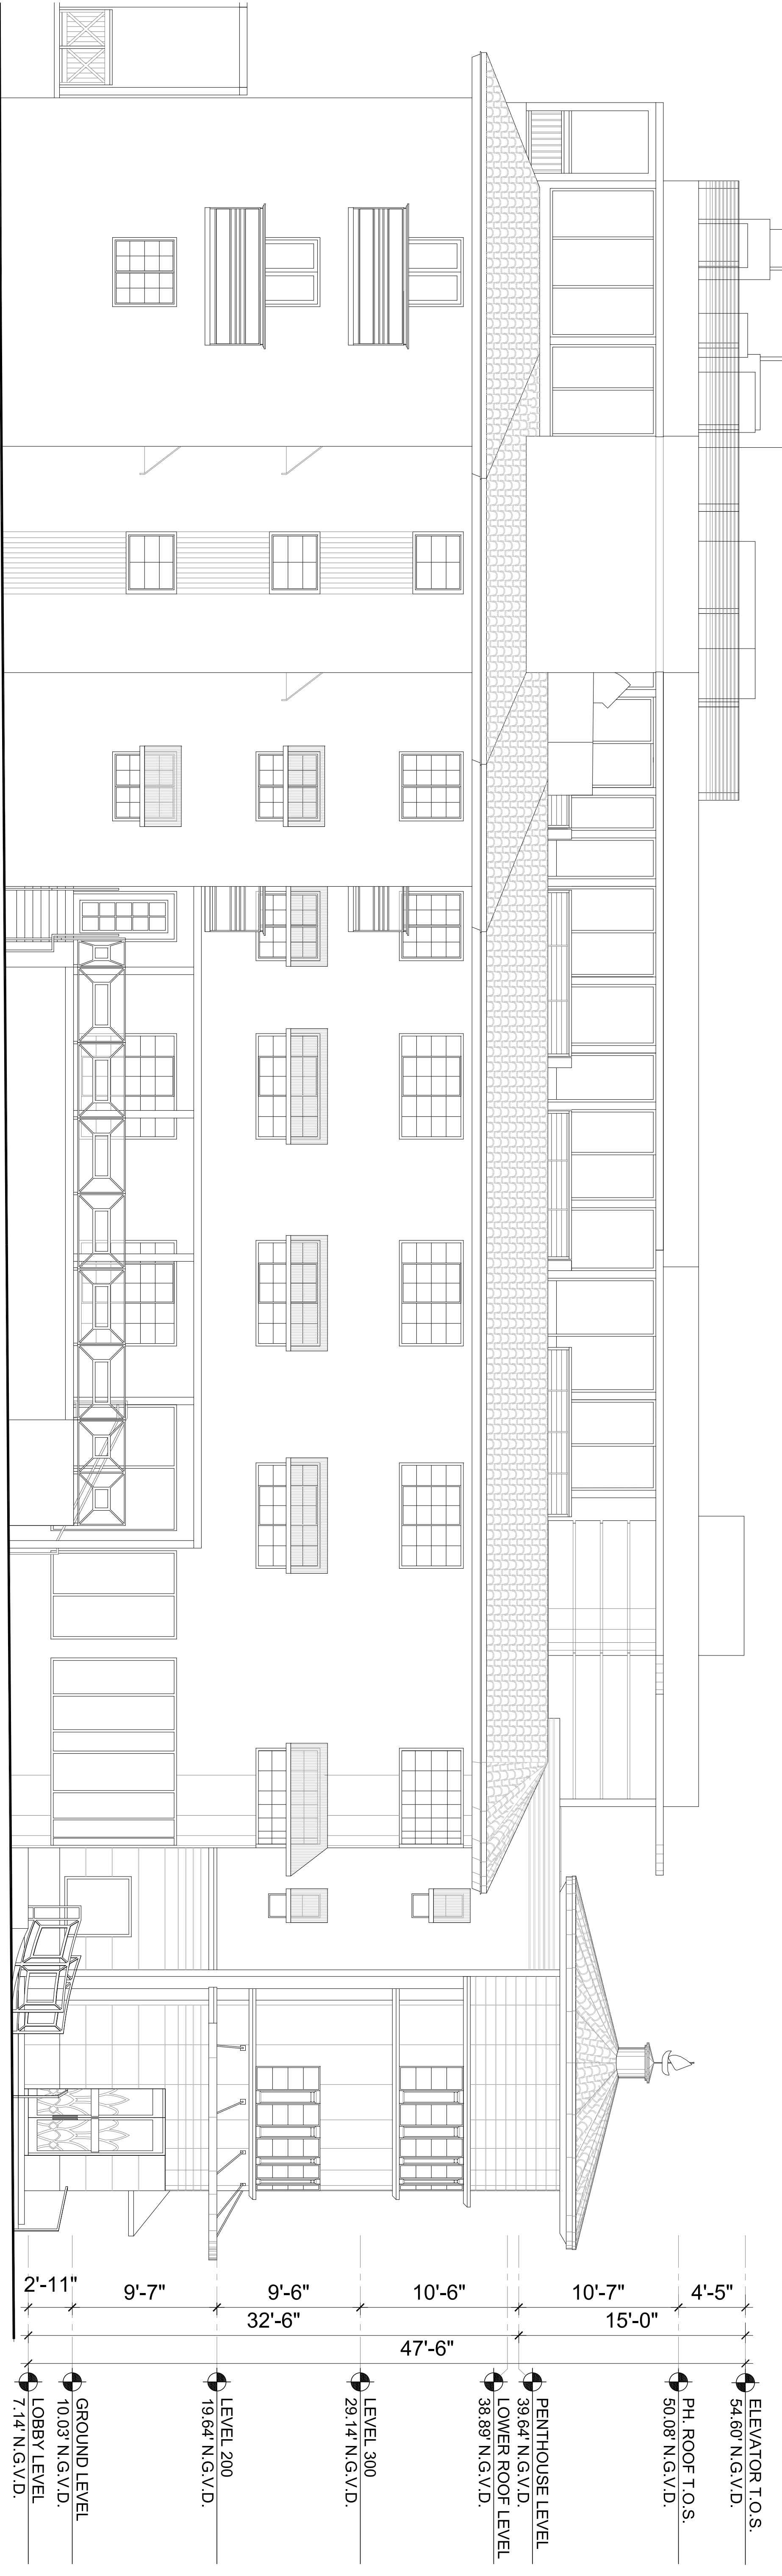 2'-11"
9'-7"
9'-6"
10'-6"
10'-7"
4'-5"
32'-6"
15'-0"
47'-6"
ELEVATOR T.O.S.
54.60' N.G.V.D.
PH. ROOF T.O.S.
50.08' N.G.V.D.
PENTHOUSE LEVEL
39.64' N.G.V.D.
LOWER ROOF LEVEL
38.89' N.G.V.D.
LEVEL 300
29.14' N.G.V.D.
LEVEL 200
19.64' N.G.V.D.
GROUND LEVEL
10.03' N.G.V.D.
LOBBY LEVEL
7.14' N.G.V.D.